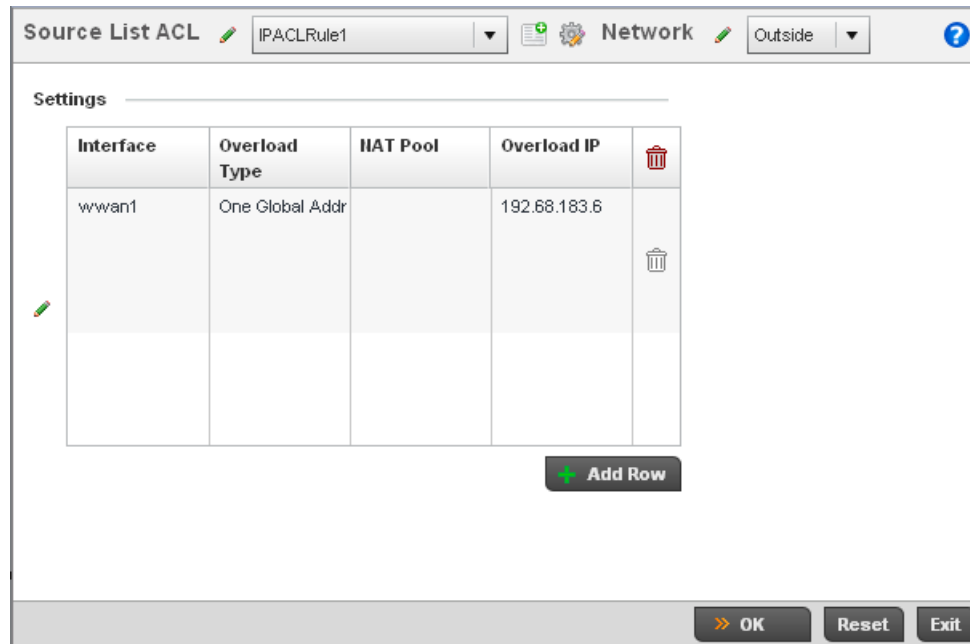 Source List ACL IPACLRule1 Network Outside ?
Settings
Interface Overload Type NAT Pool Overload IP
wwan1 One Global Addr 192.68.183.6
Add Row
OK Reset Exit